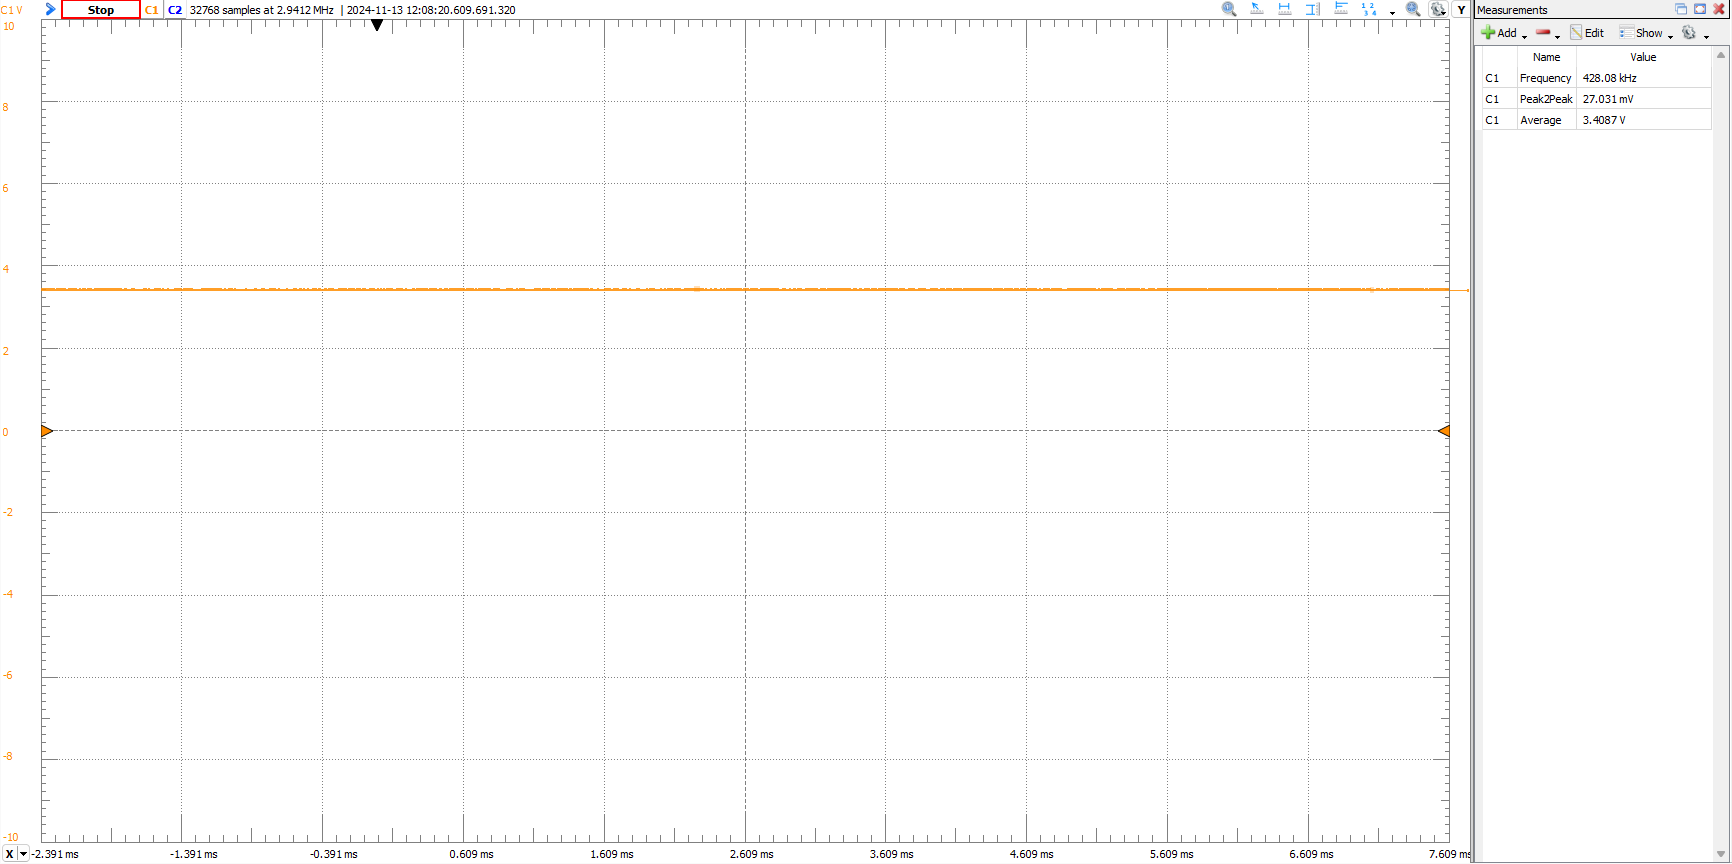 C1 V Stop C1 C2 32768 samples at 2.9412 MHz | 2024-11-13 12:08:20.609.691.320 Y
10
8
6
4
2
0
-2
-4
-6
-8
-10
X -2.391 ms -1.391 ms -0.391 ms 0.609 ms 1.609 ms 2.609 ms 3.609 ms 4.609 ms 5.609 ms 6.609 ms 7.609 ms
Measurements
Add Edit Show
Name Value
C1 Frequency 428.08 kHz
C1 Peak2Peak 27.031 mV
C1 Average 3.4087 V